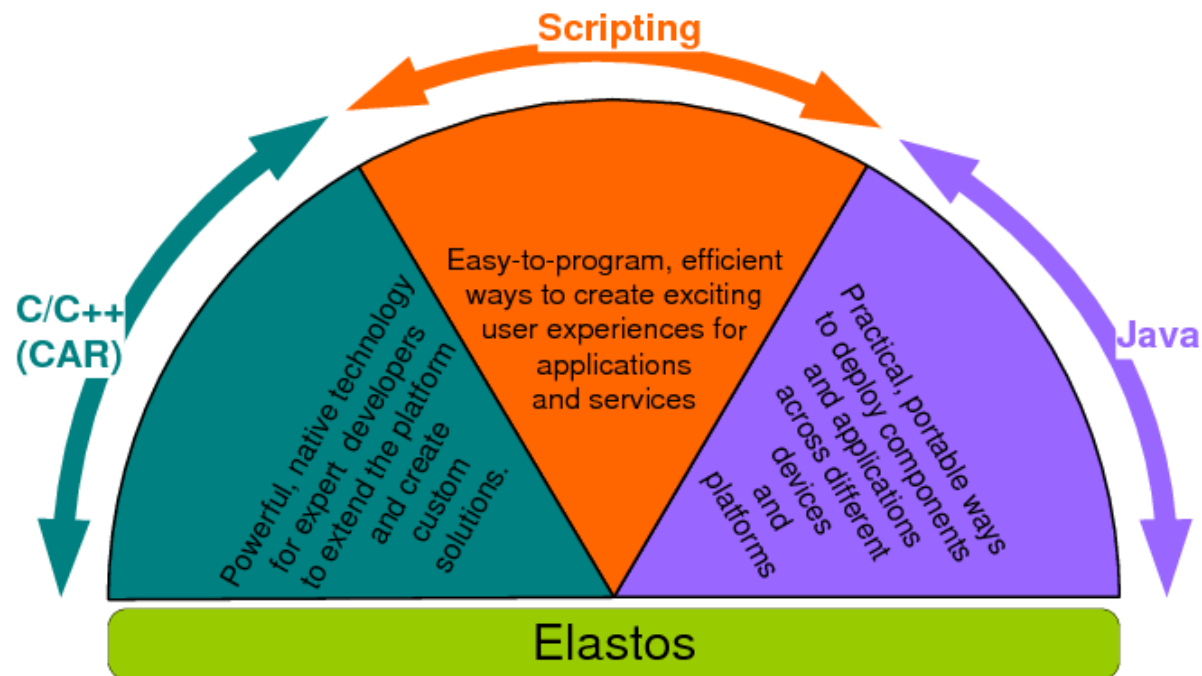 Scripting
C/C++
(CAR)
Powerful, native technology
for expert developers
to extend the platform
and create
custom
solutions.
Easy-to-program, efficient
ways to create exciting
user experiences for
applications
and services
Practical, portable ways
to deploy components
and applications
across different
devices
and
platforms
Java
Elastos